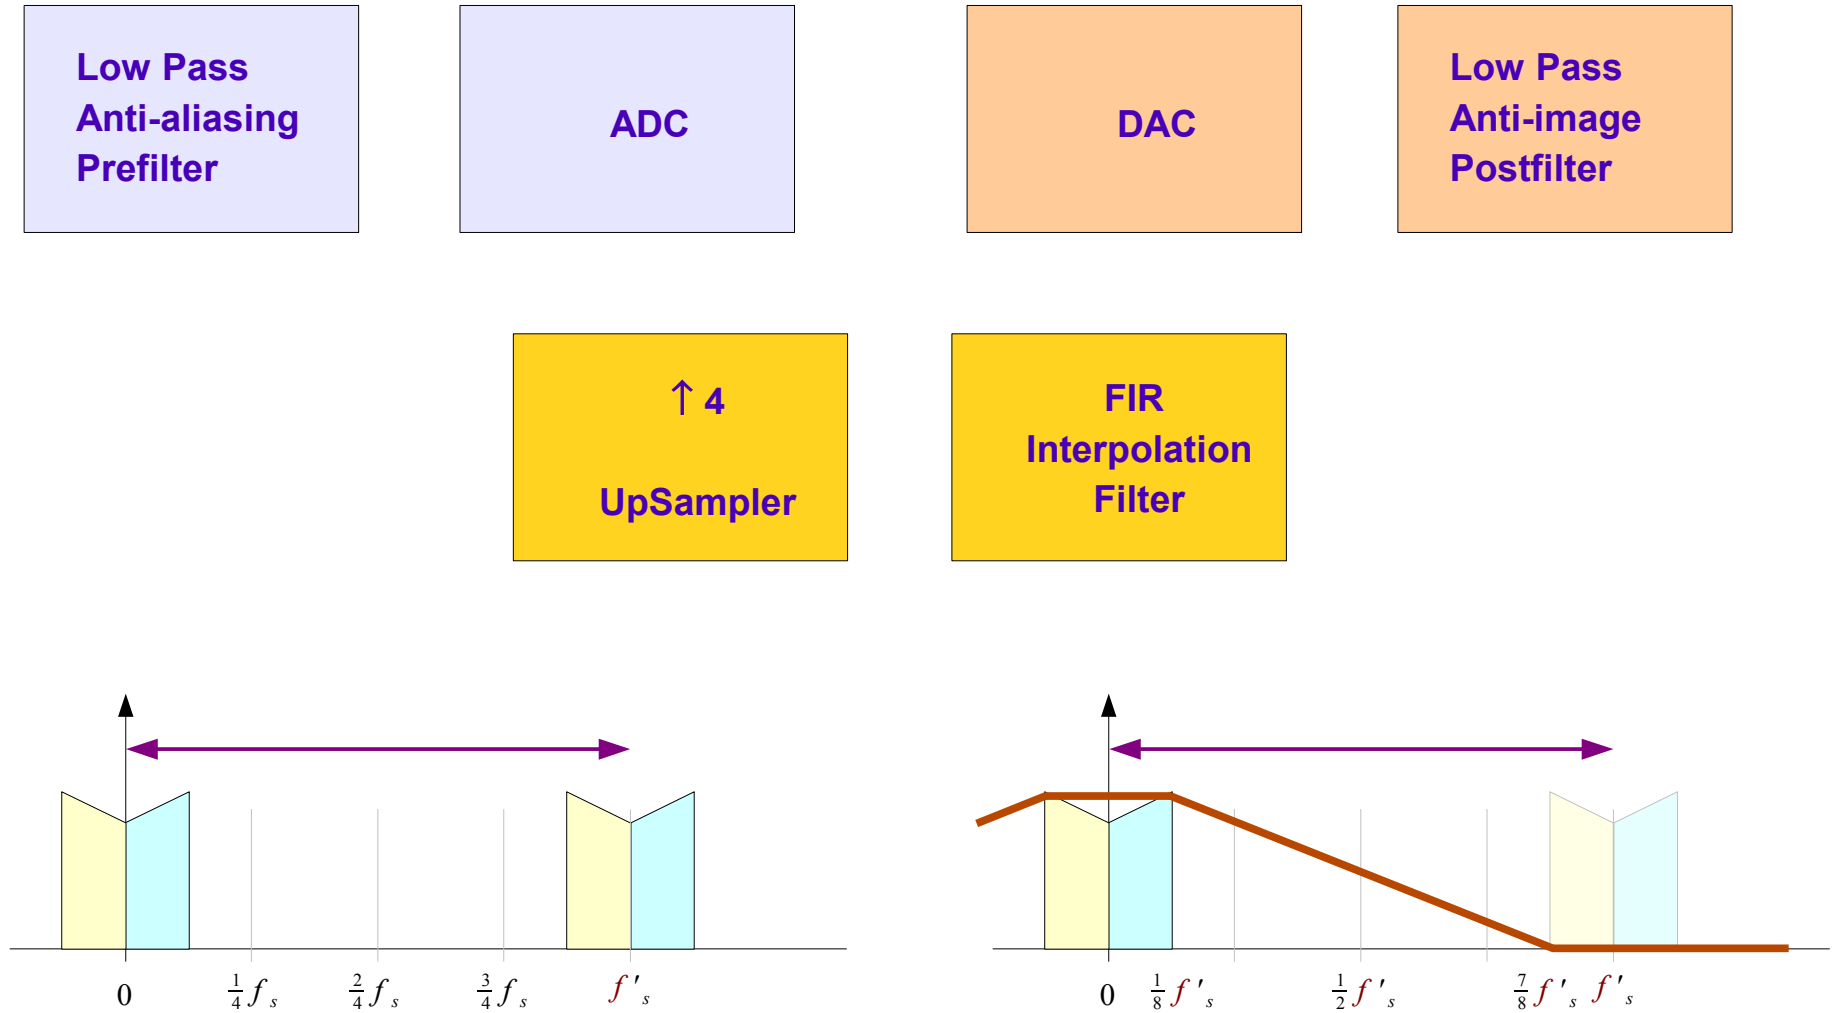 Low Pass
Anti-aliasing
Prefilter
ADC
DAC
Low Pass
Anti-image
Postfilter
↑ 4
UpSampler
FIR
Interpolation
Filter
0 1/4 f s 2/4 f s 3/4 f s f ′ s
0 1/8 f ′ s 1/2 f ′ s 7/8 f ′ s f ′ s